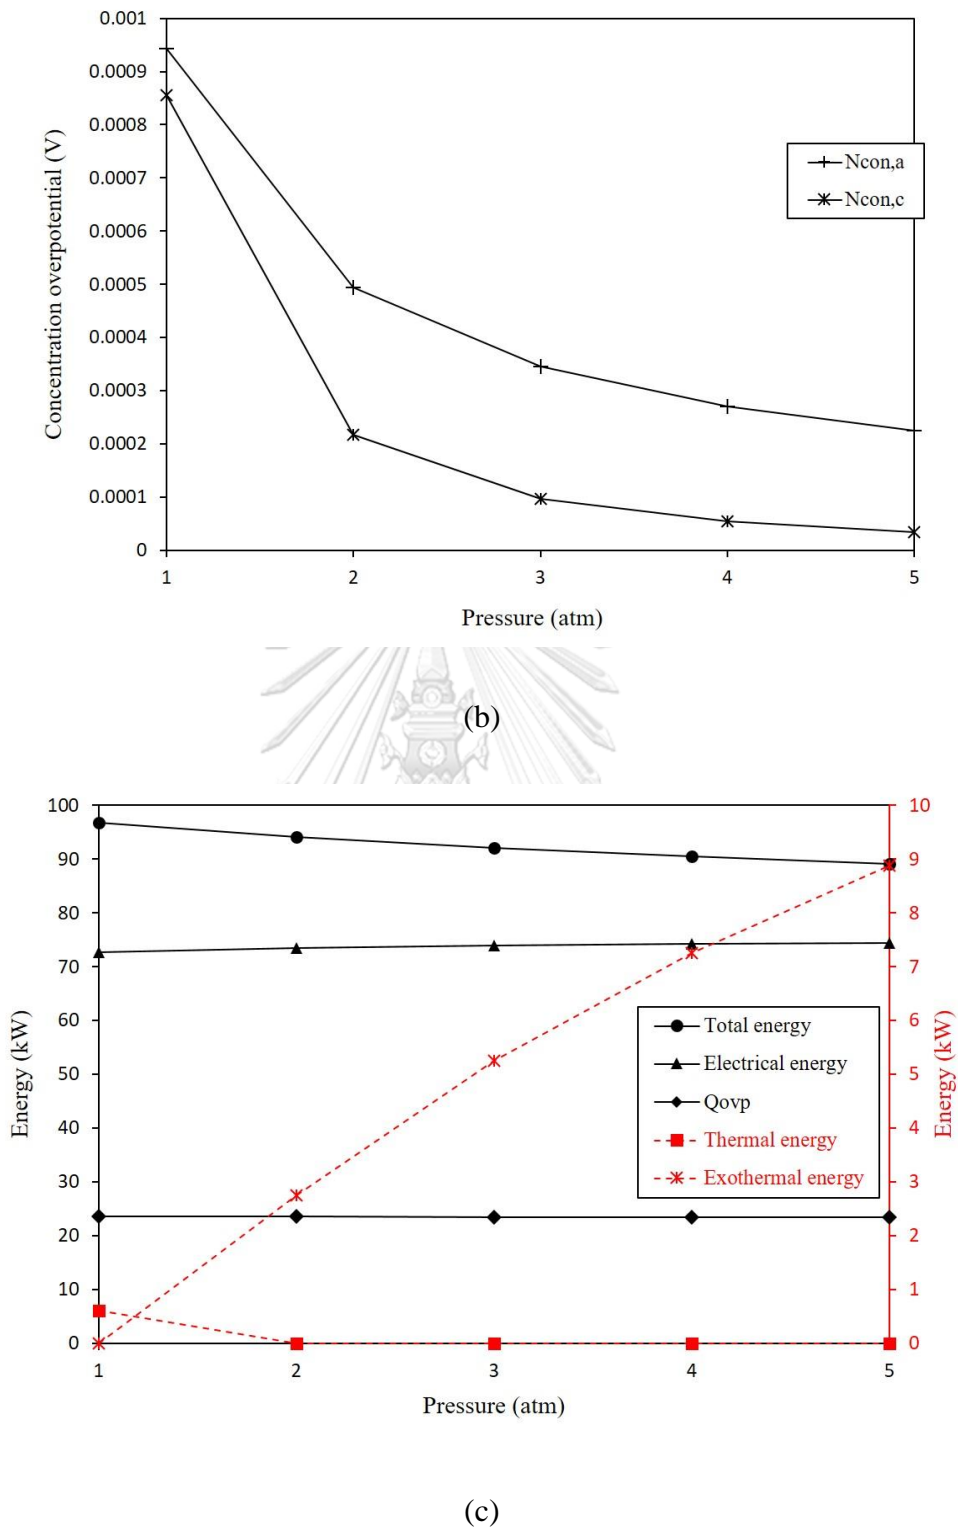 0.001
0.0009
0.0008
0.0007
0.0006
0.0005
0.0004
0.0003
0.0002
0.0001
0
Concentration overpotential (V)
Ncon,a
Ncon,c
1 2 3 4 5
Pressure (atm)
(b)
100
90
80
70
60
50
40
30
20
10
0
Energy (kW)
Total energy
Electrical energy
Qovp
Thermal energy
Exothermal energy
10
9
8
7
6
5
4
3
2
1
0
Energy (kW)
1 2 3 4 5
Pressure (atm)
(c)